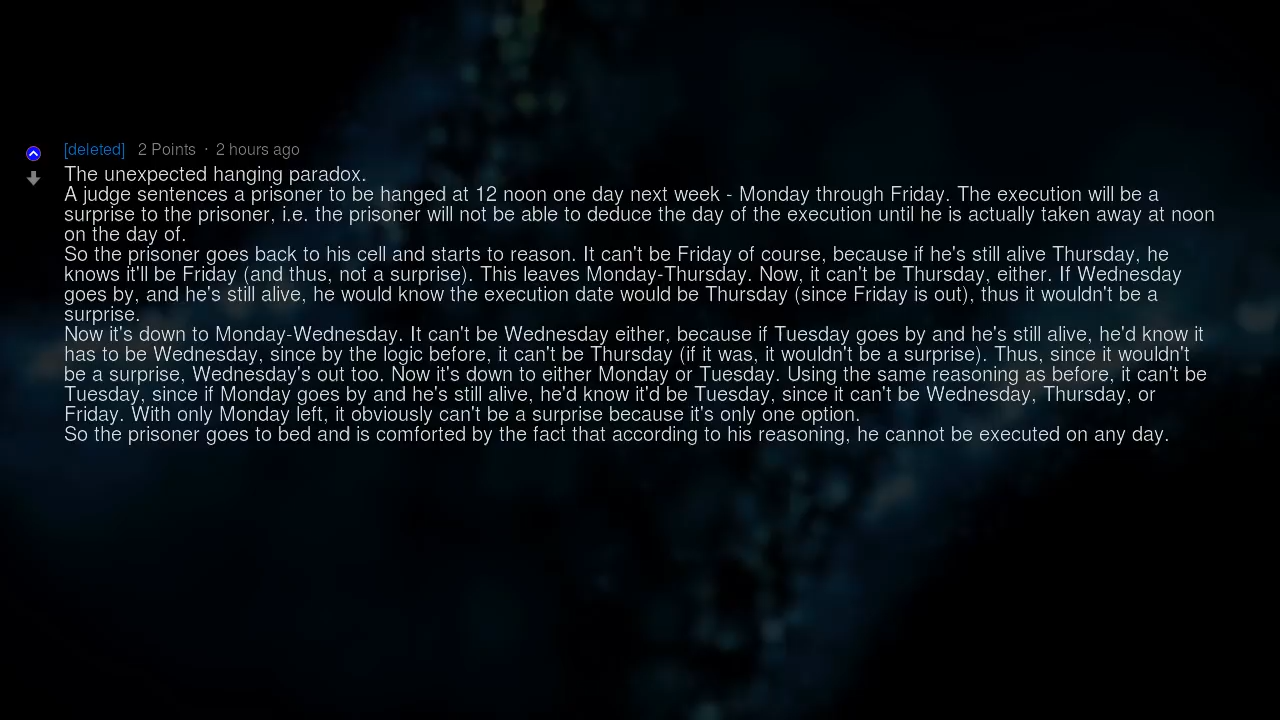 [deleted] 2 Points · 2 hours ago
The unexpected hanging paradox.
A judge sentences a prisoner to be hanged at 12 noon one day next week - Monday through Friday. The execution will be a
surprise to the prisoner, i.e. the prisoner will not be able to deduce the day of the execution until he is actually taken away at noon
on the day of.
So the prisoner goes back to his cell and starts to reason. It can't be Friday of course, because if he's still alive Thursday, he
knows it'll be Friday (and thus, not a surprise). This leaves Monday-Thursday. Now, it can't be Thursday, either. If Wednesday
goes by, and he's still alive, he would know the execution date would be Thursday (since Friday is out), thus it wouldn't be a
surprise.
Now it's down to Monday-Wednesday. It can't be Wednesday either, because if Tuesday goes by and he's still alive, he'd know it
has to be Wednesday, since by the logic before, it can't be Thursday (if it was, it wouldn't be a surprise). Thus, since it wouldn't
be a surprise, Wednesday's out too. Now it's down to either Monday or Tuesday. Using the same reasoning as before, it can't be
Tuesday, since if Monday goes by and he's still alive, he'd know it'd be Tuesday, since it can't be Wednesday, Thursday, or
Friday. With only Monday left, it obviously can't be a surprise because it's only one option.
So the prisoner goes to bed and is comforted by the fact that according to his reasoning, he cannot be executed on any day.